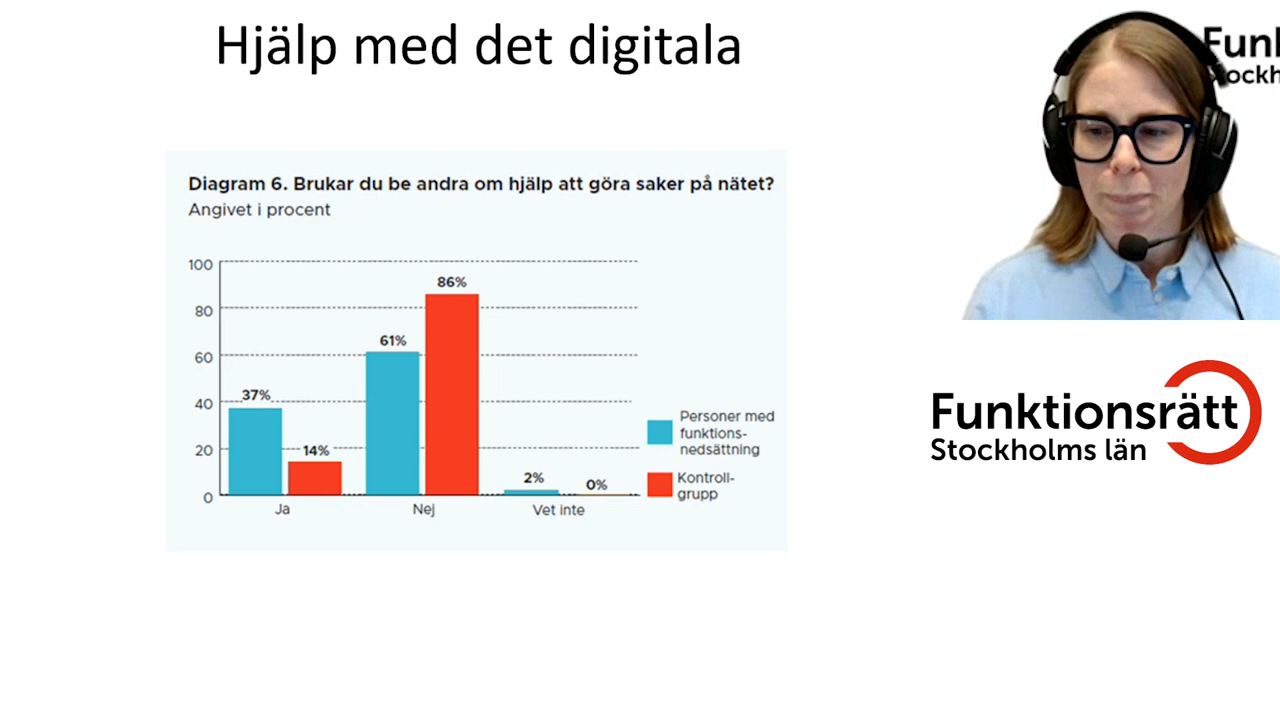 Hjälp med det digitala
Diagram 6. Brukar du be andra om hjälp att göra saker på nätet?
Angivet i procent
100
80
60
40
20
0
37%
14%
61%
86%
2%
0%
Ja
Nej
Vet inte
Personer med
funktions-
nedsättning
Kontroll-
grupp
Funktionsrätt
Stockholms län